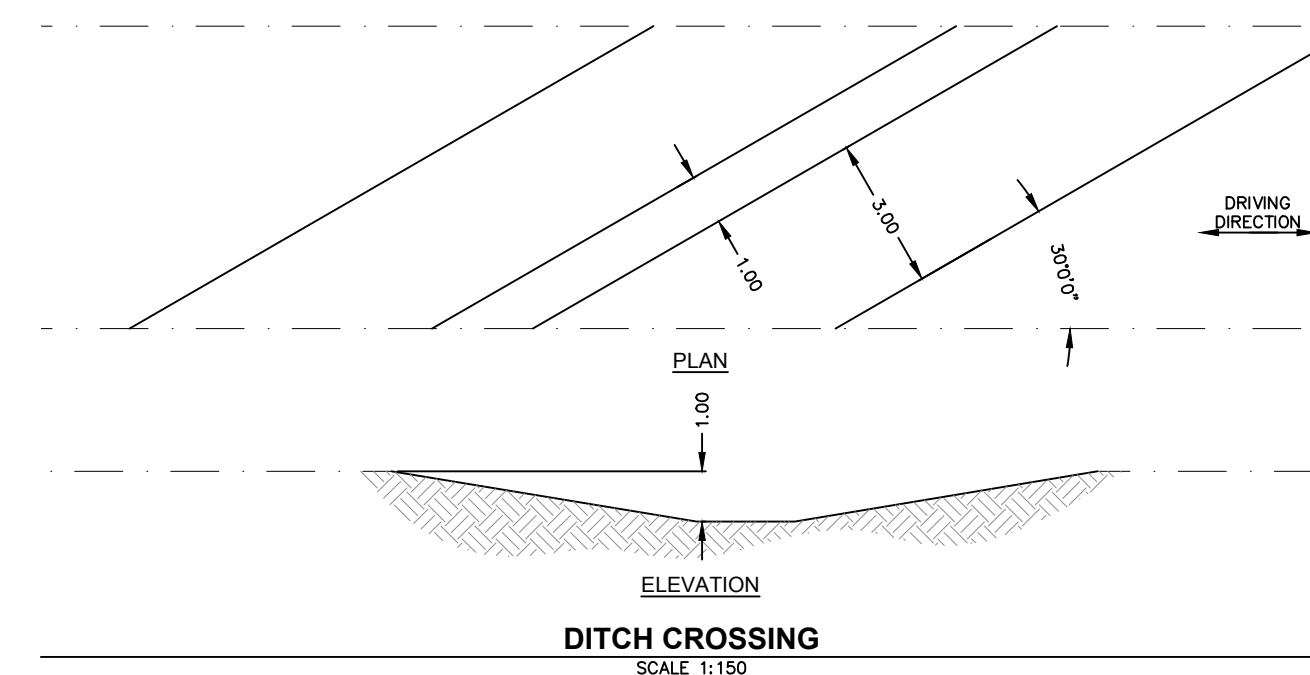 3.00
1.00
30°0'0"
DRIVING
DIRECTION
PLAN
1.00
ELEVATION
DITCH CROSSING
SCALE 1:150